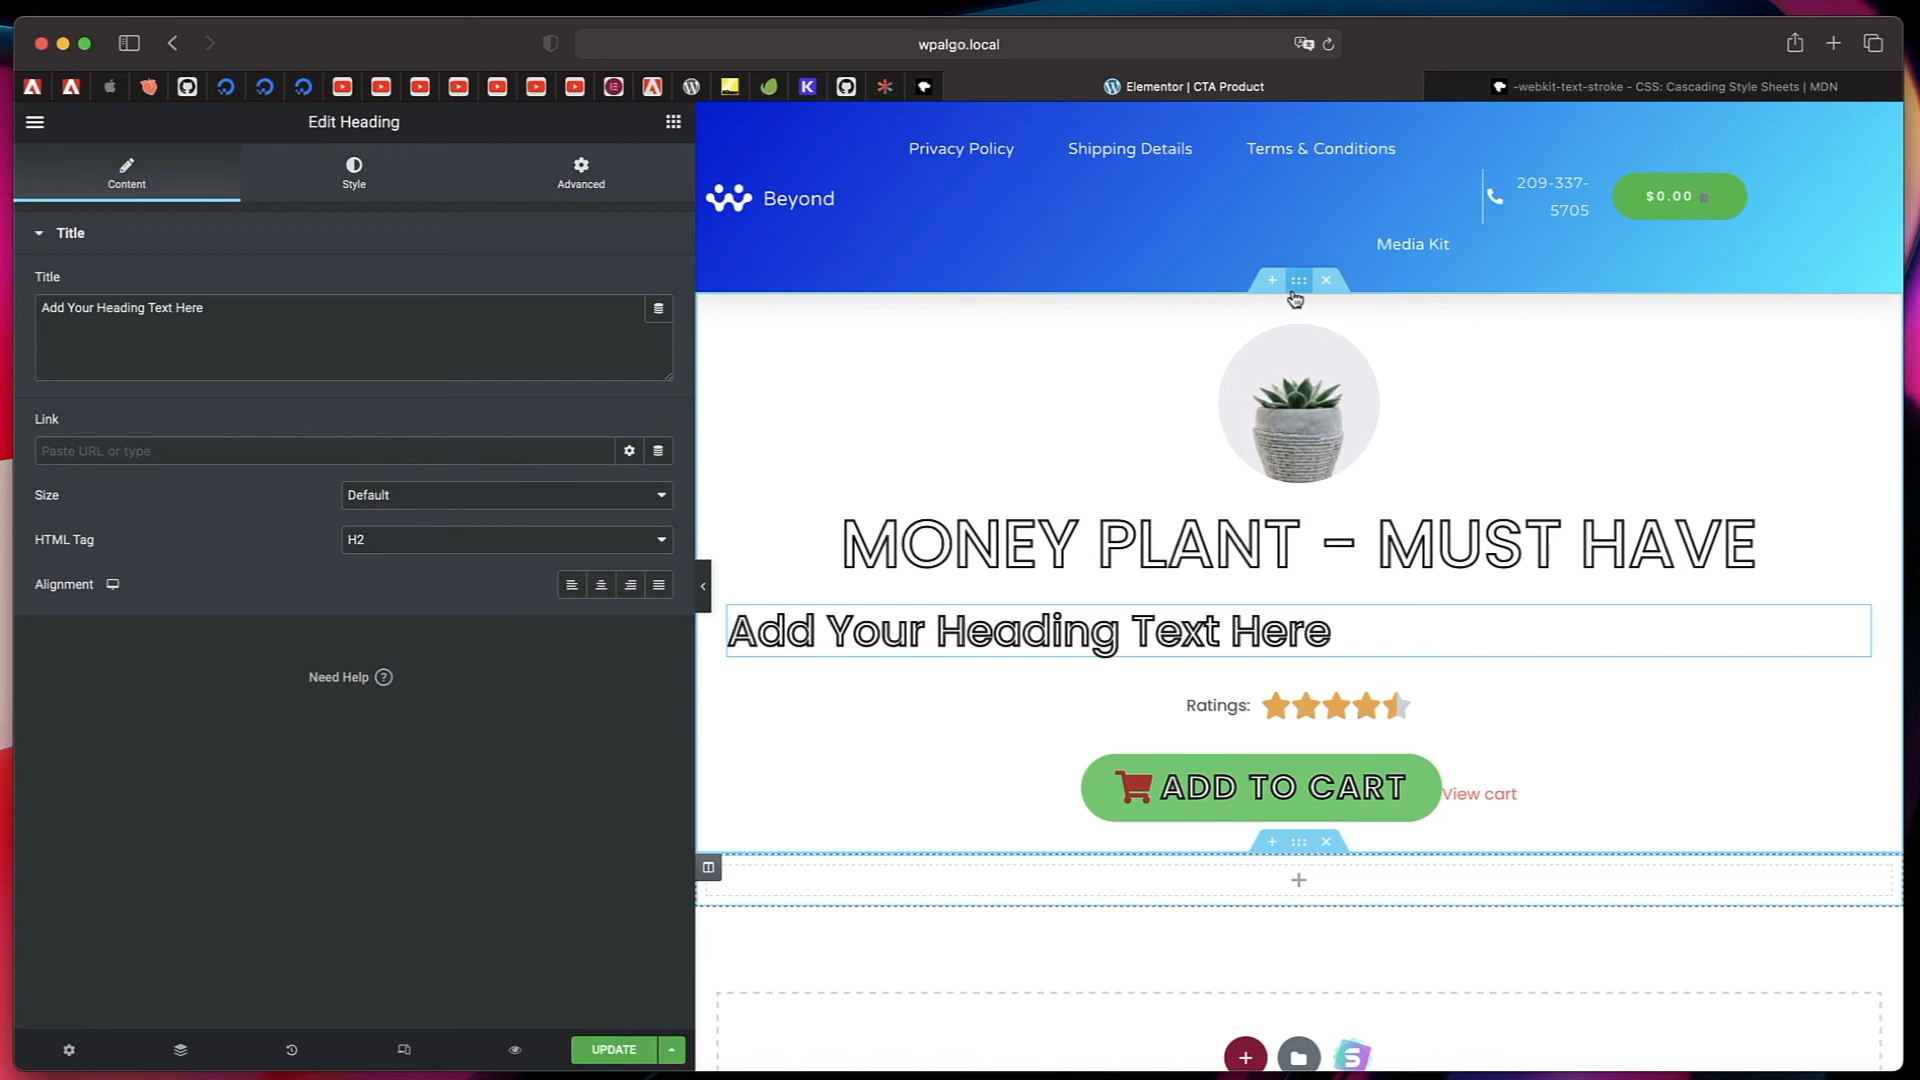 wpalgo.local
Elementor | CTA Product
-webkit-text-stroke - CSS: Cascading Style Sheets | MDN
Edit Heading
Content
Style
Advanced
Title
Title
Add Your Heading Text Here
Link
Paste URL or type
Size
Default
HTML Tag
H2
Alignment
Need Help ?
UPDATE
Privacy Policy
Shipping Details
Terms & Conditions
Beyond
209-337-
5705
$0.00
Media Kit
MONEY PLANT – MUST HAVE
Add Your Heading Text Here
Ratings:
ADD TO CART
View cart